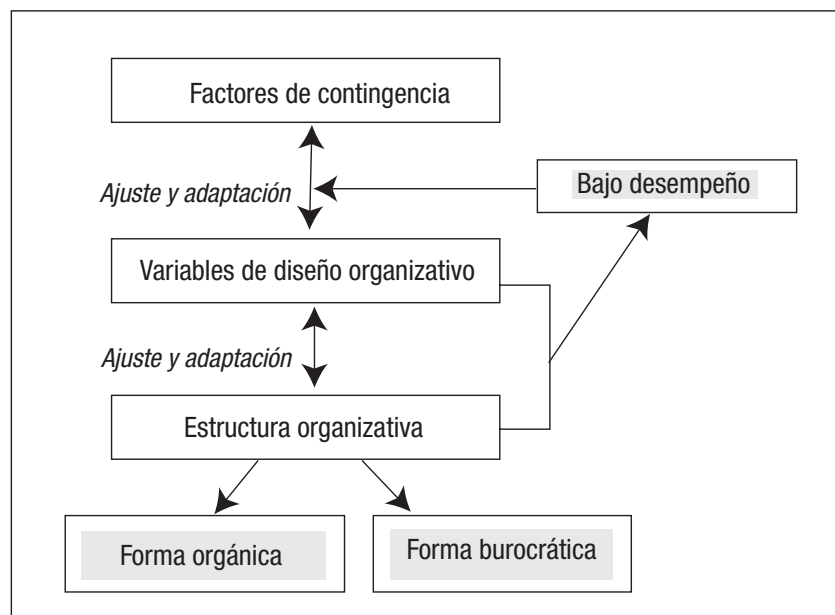 Factores de contingencia
Ajuste y adaptación
Bajo desempeño
Variables de diseño organizativo
Ajuste y adaptación
Estructura organizativa
Forma orgánica
Forma burocrática